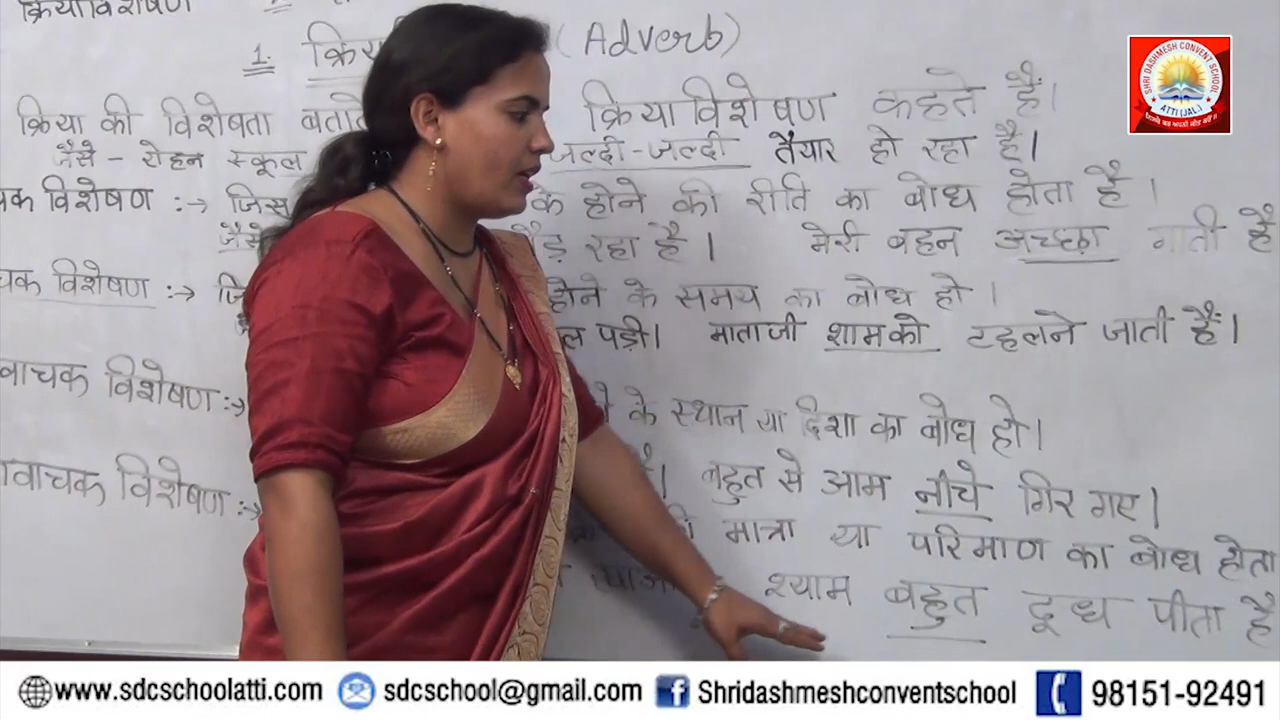 क्रियाविशेषण
1. (Adverb)
क्रिया की विशेषता क्रियाविशेषण कहते हैं।
जैसे - रोहन स्कूल जल्दी-जल्दी तैयार हो रहा है।
विशेषण :→ जिस के होने की रीति का बोध होता है।
जैसे रहा है। मेरी बहन अच्छा गाती है
विशेषण :→ होने के समय का बोध हो।
पड़ी। माताजी शामको टहलने जाती हैं।
वाचक विशेषण :→ के स्थान या दिशा का बोध हो।
बहुत से आम नीचे गिर गए।
वाचक विशेषण :→ मात्रा या परिमाण का बोध होता
श्याम बहुत दूध पीता है
SHRI DASHMESH CONVENT SCHOOL
ATTI (JAL.)
www.sdcschoolatti.com sdcschool@gmail.com Shridashmeshconventschool 98151-92491